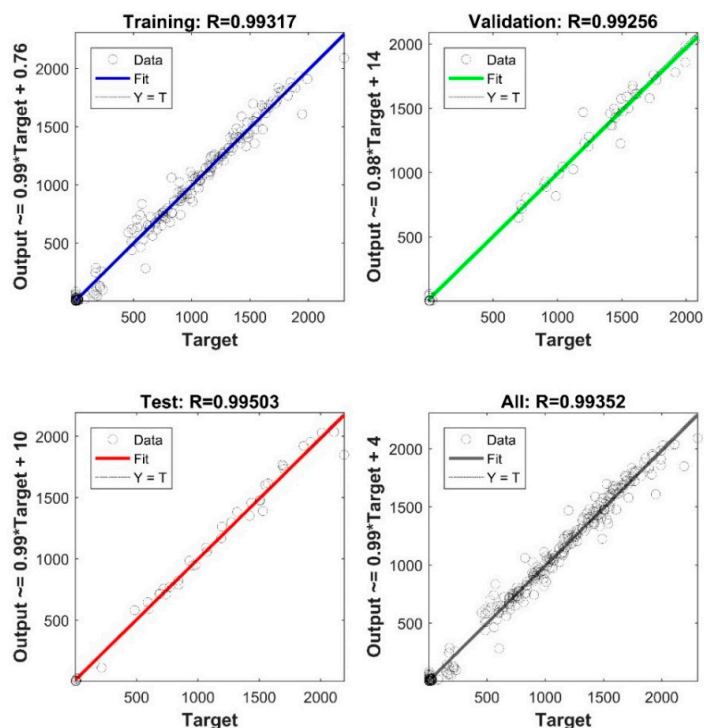 Training: R=0.99317
Output ~= 0.99*Target + 0.76
2000
1500
1000
500
Data
Fit
Y = T
500 1000 1500 2000
Target
Validation: R=0.99256
Output ~= 0.98*Target + 14
2000
1500
1000
500
Data
Fit
Y = T
500 1000 1500 2000
Target
Test: R=0.99503
Output ~= 0.99*Target + 10
2000
1500
1000
500
Data
Fit
Y = T
500 1000 1500 2000
Target
All: R=0.99352
Output ~= 0.99*Target + 4
2000
1500
1000
500
Data
Fit
Y = T
500 1000 1500 2000
Target